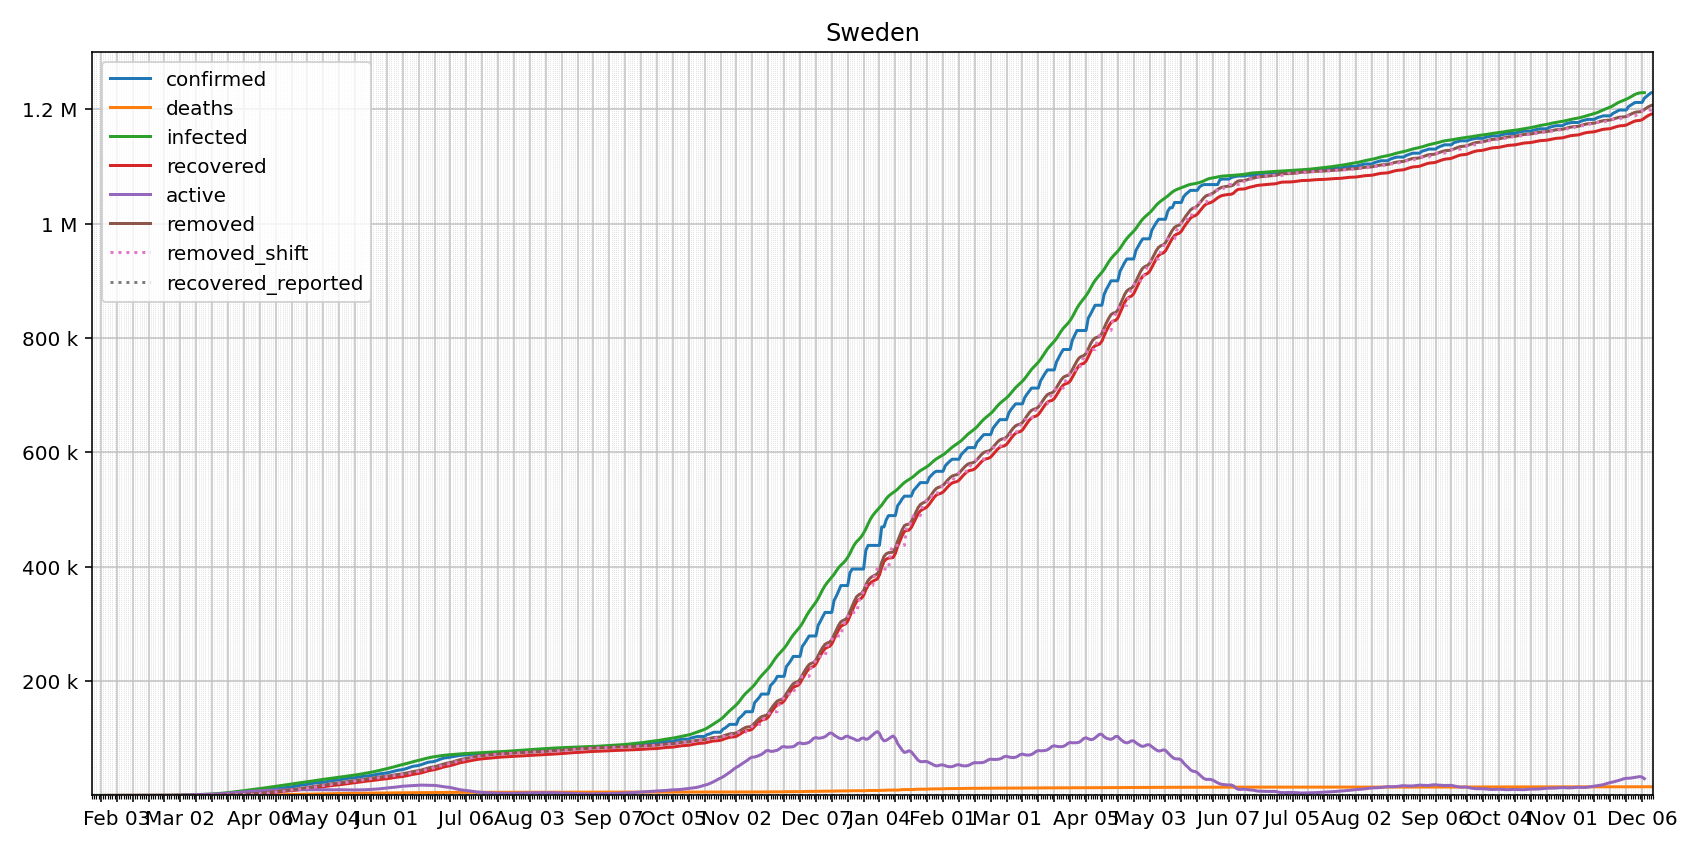 Sweden
confirmed
deaths
infected
recovered
active
removed
removed_shift
recovered_reported
1.2 M
1 M
800 k
600 k
400 k
200 k
Feb 03 Mar 02 Apr 06 May 04 Jun 01 Jul 06 Aug 03 Sep 07 Oct 05 Nov 02 Dec 07 Jan 04 Feb 01 Mar 01 Apr 05 May 03 Jun 07 Jul 05 Aug 02 Sep 06 Oct 04 Nov 01 Dec 06